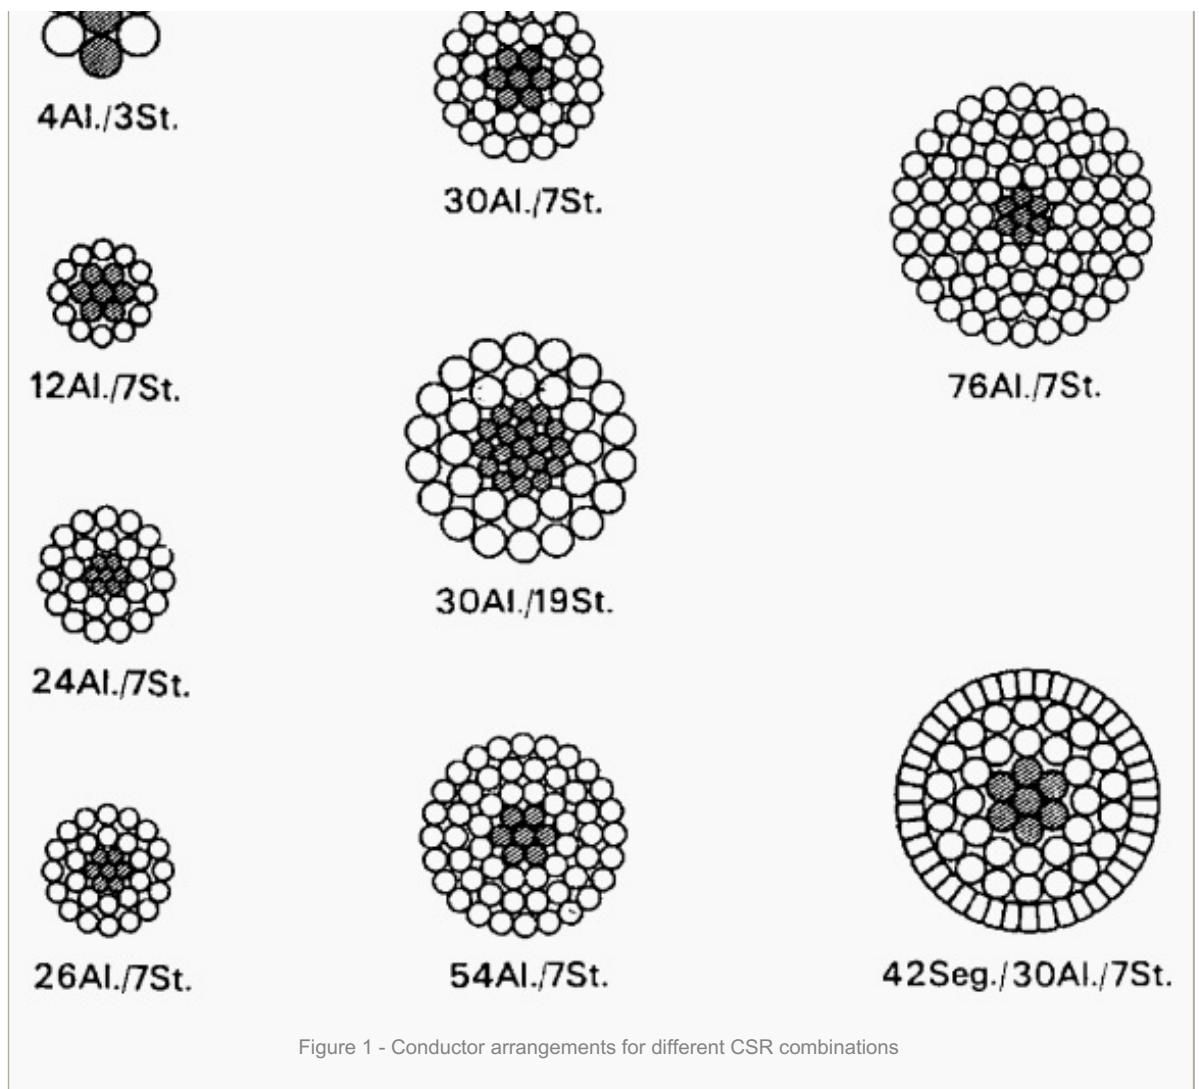 4Al./3St.
30Al./7St.
12Al./7St.
76Al./7St.
24Al./7St.
30Al./19St.
26Al./7St.
54Al./7St.
42Seg./30Al./7St.
Figure 1 - Conductor arrangements for different CSR combinations